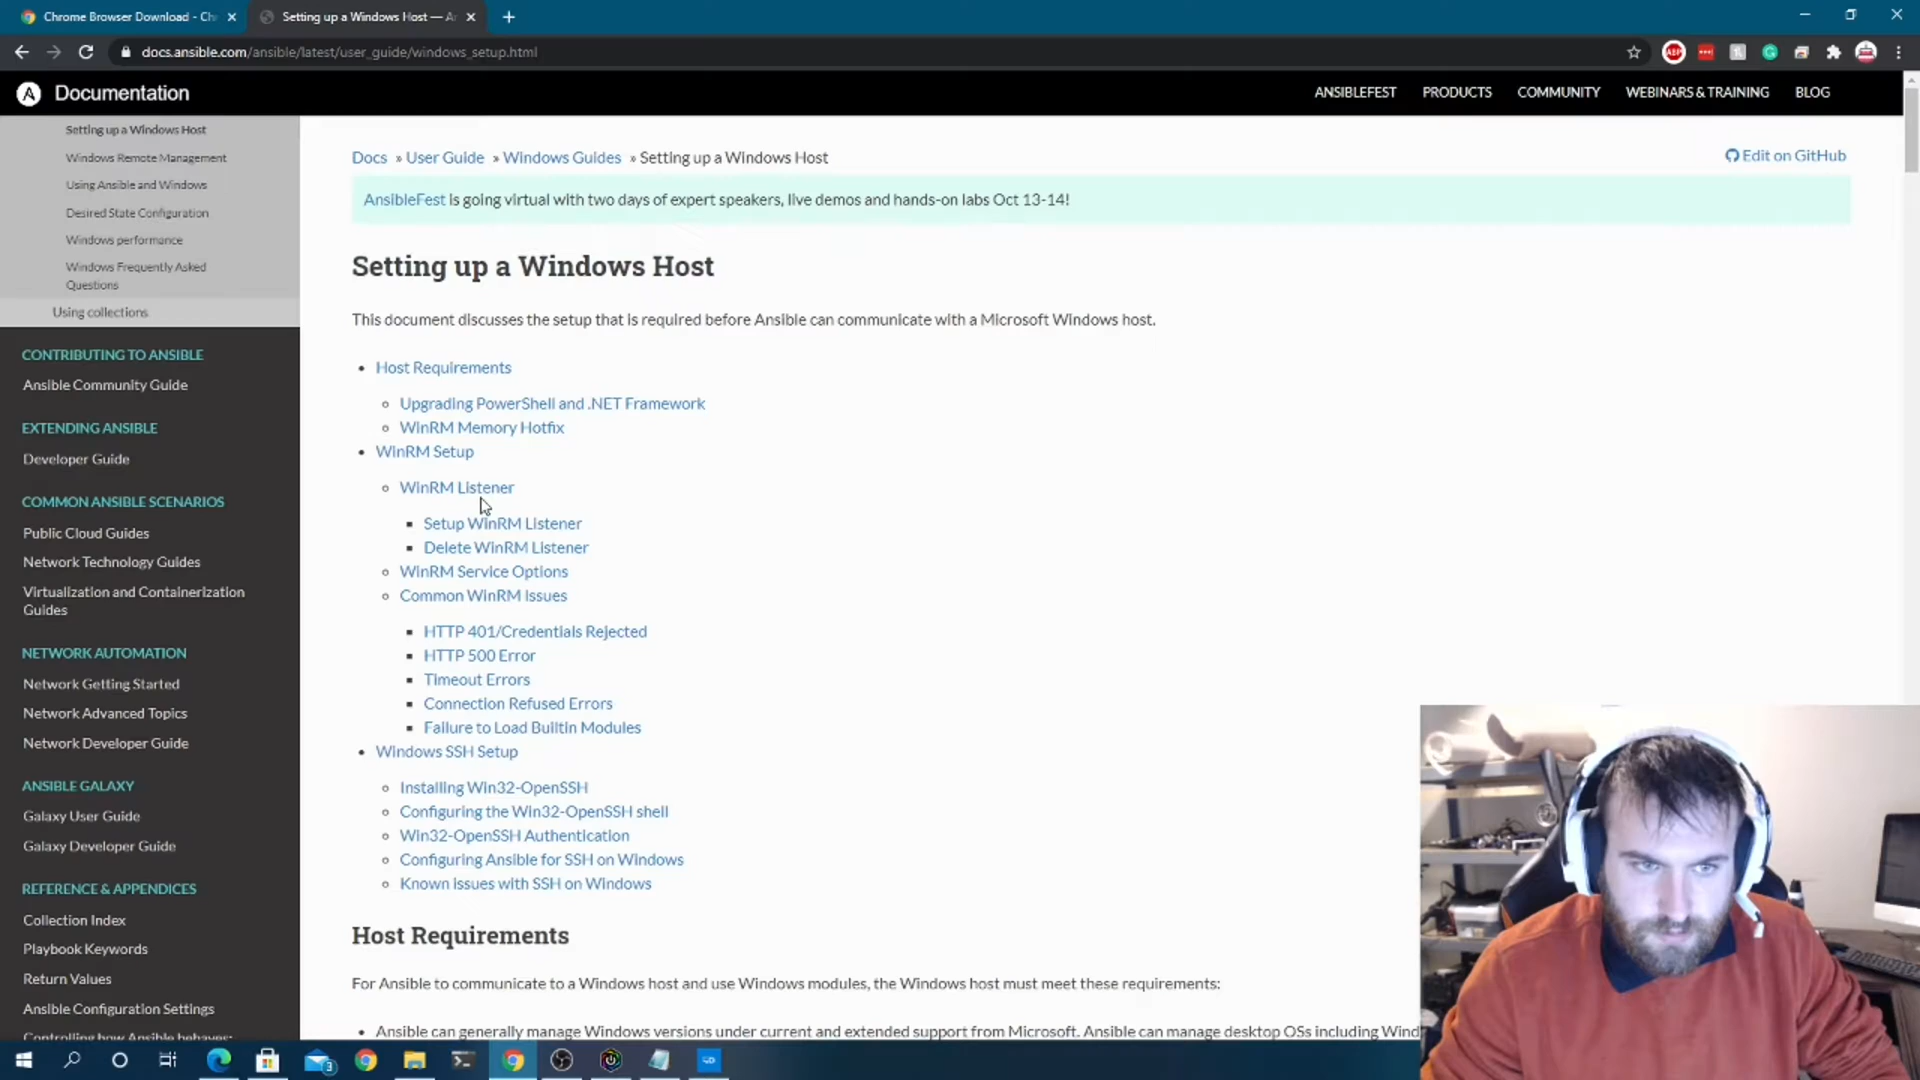 Chrome Browser Download - Ch
Setting up a Windows Host — A
docs.ansible.com/ansible/latest/user_guide/windows_setup.html
ABP
Documentation
ANSIBLEFEST
PRODUCTS
COMMUNITY
WEBINARS & TRAINING
BLOG
Setting up a Windows Host
Windows Remote Management
Using Ansible and Windows
Desired State Configuration
Windows performance
Windows Frequently Asked
Questions
Using collections
CONTRIBUTING TO ANSIBLE
Ansible Community Guide
EXTENDING ANSIBLE
Developer Guide
COMMON ANSIBLE SCENARIOS
Public Cloud Guides
Network Technology Guides
Virtualization and Containerization
Guides
NETWORK AUTOMATION
Network Getting Started
Network Advanced Topics
Network Developer Guide
ANSIBLE GALAXY
Galaxy User Guide
Galaxy Developer Guide
REFERENCE & APPENDICES
Collection Index
Playbook Keywords
Return Values
Ansible Configuration Settings
Controlling how Ansible behaves:
Docs » User Guide » Windows Guides » Setting up a Windows Host
Edit on GitHub
AnsibleFest is going virtual with two days of expert speakers, live demos and hands-on labs Oct 13-14!
Setting up a Windows Host
This document discusses the setup that is required before Ansible can communicate with a Microsoft Windows host.
Host Requirements
Upgrading PowerShell and .NET Framework
WinRM Memory Hotfix
WinRM Setup
WinRM Listener
Setup WinRM Listener
Delete WinRM Listener
WinRM Service Options
Common WinRM Issues
HTTP 401/Credentials Rejected
HTTP 500 Error
Timeout Errors
Connection Refused Errors
Failure to Load Builtin Modules
Windows SSH Setup
Installing Win32-OpenSSH
Configuring the Win32-OpenSSH shell
Win32-OpenSSH Authentication
Configuring Ansible for SSH on Windows
Known Issues with SSH on Windows
Host Requirements
For Ansible to communicate to a Windows host and use Windows modules, the Windows host must meet these requirements:
Ansible can generally manage Windows versions under current and extended support from Microsoft. Ansible can manage desktop OSs including Wind
3